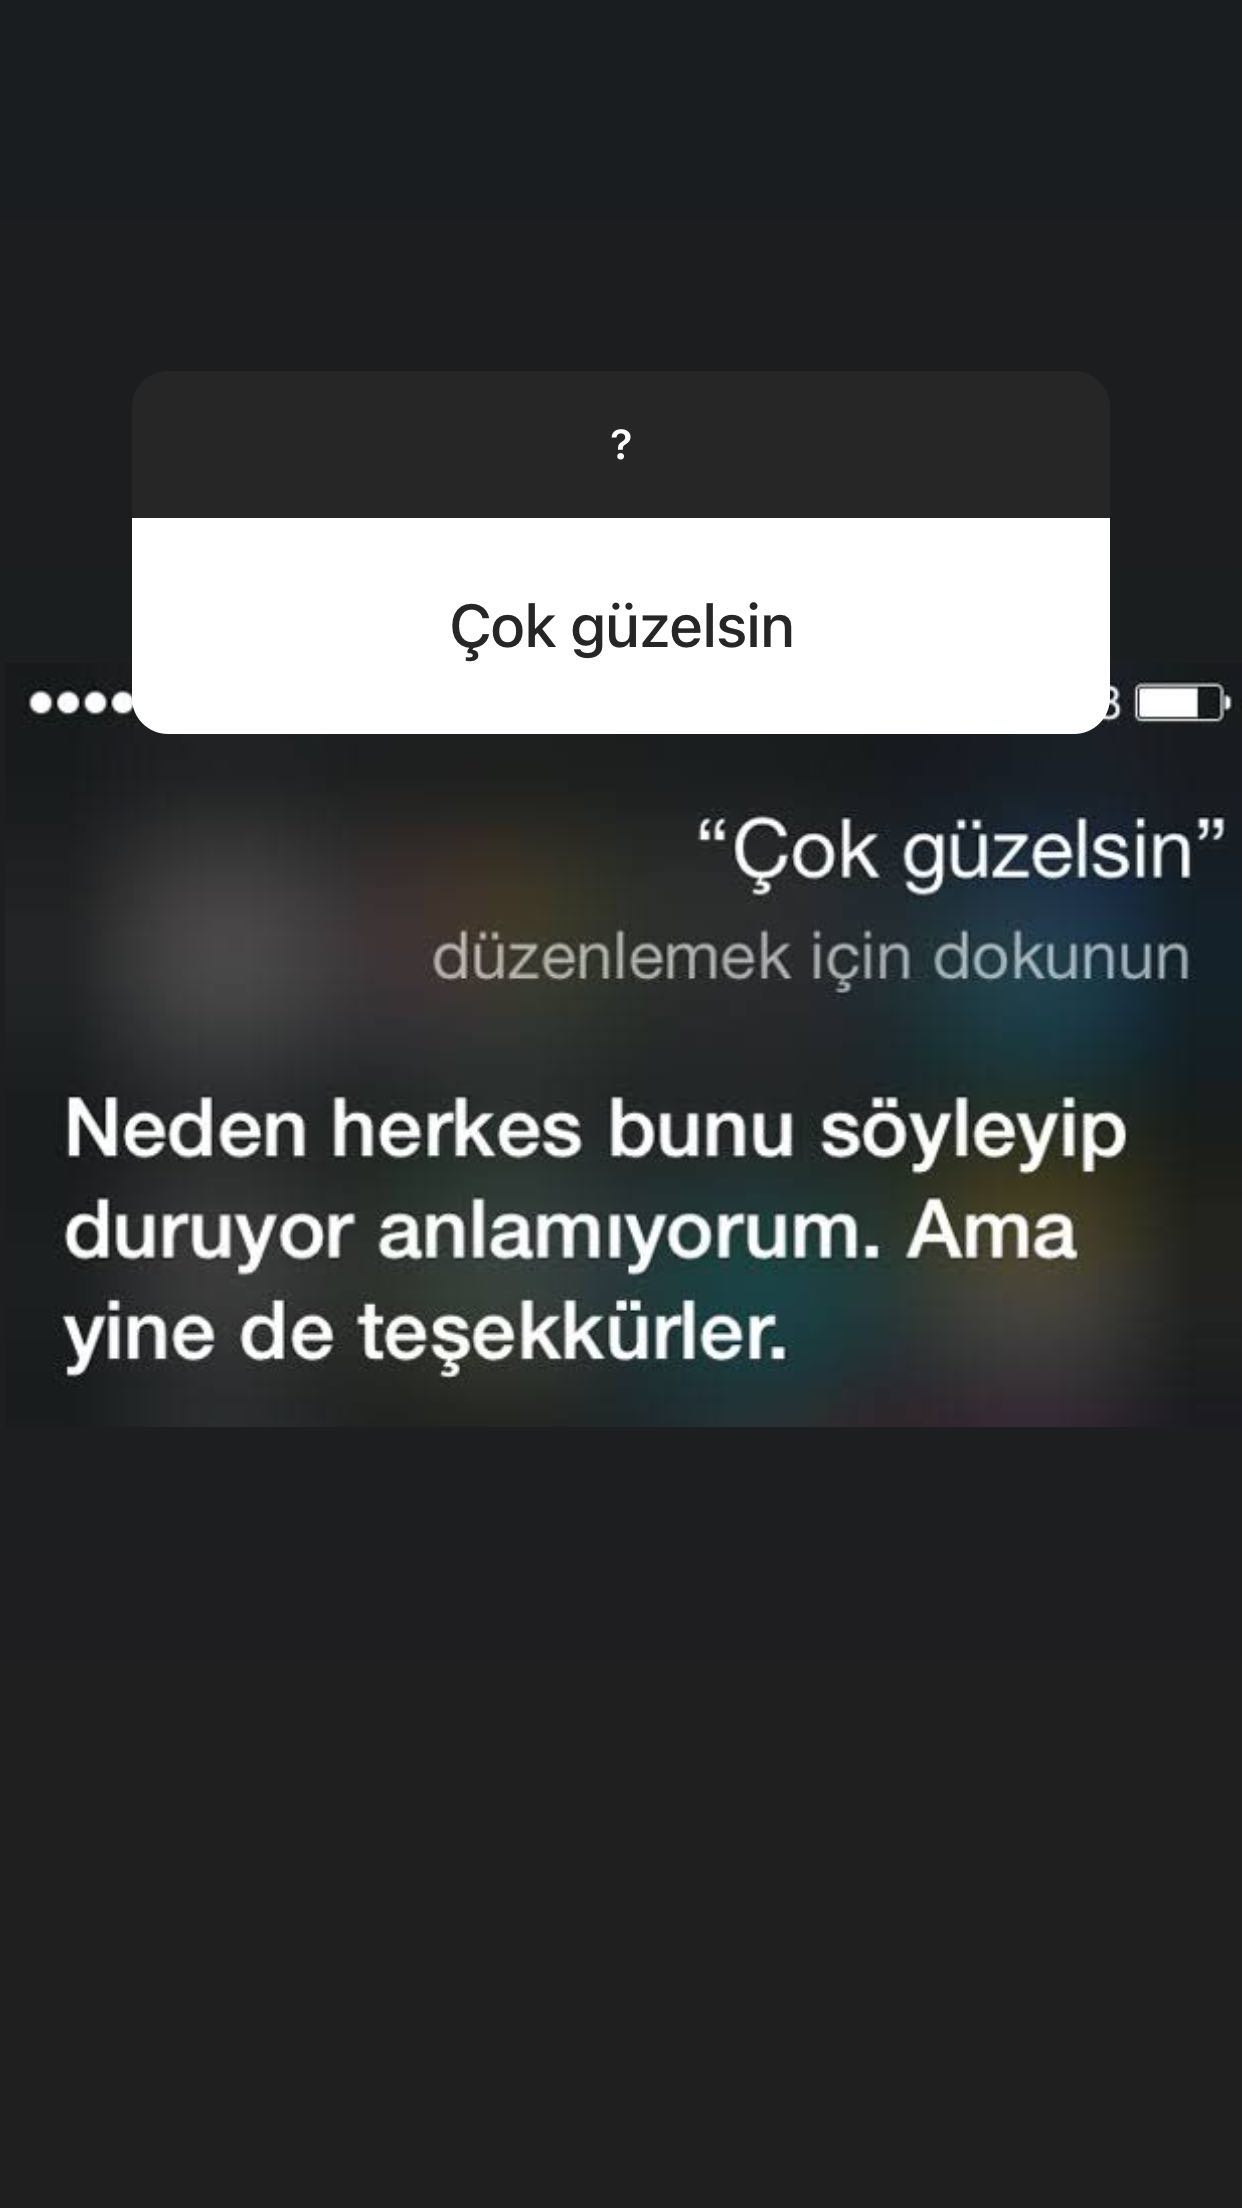 ?
Çok güzelsin
“Çok güzelsin”
düzenlemek için dokunun
Neden herkes bunu söyleyip
duruyor anlamıyorum. Ama
yine de teşekkürler.